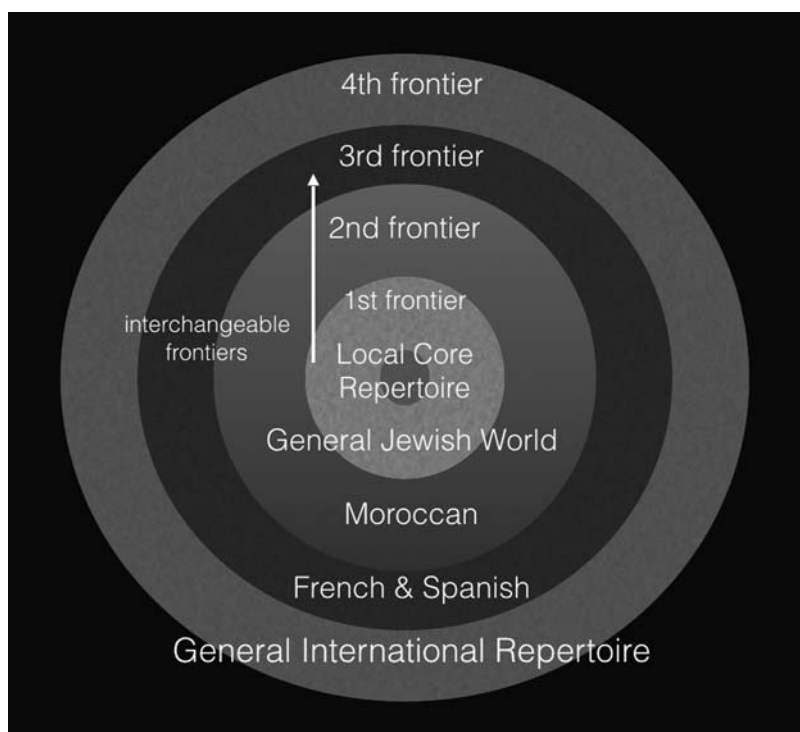 4th frontier
3rd frontier
2nd frontier
1st frontier
interchangeable
frontiers
Local Core
Repertoire
General Jewish World
Moroccan
French & Spanish
General International Repertoire